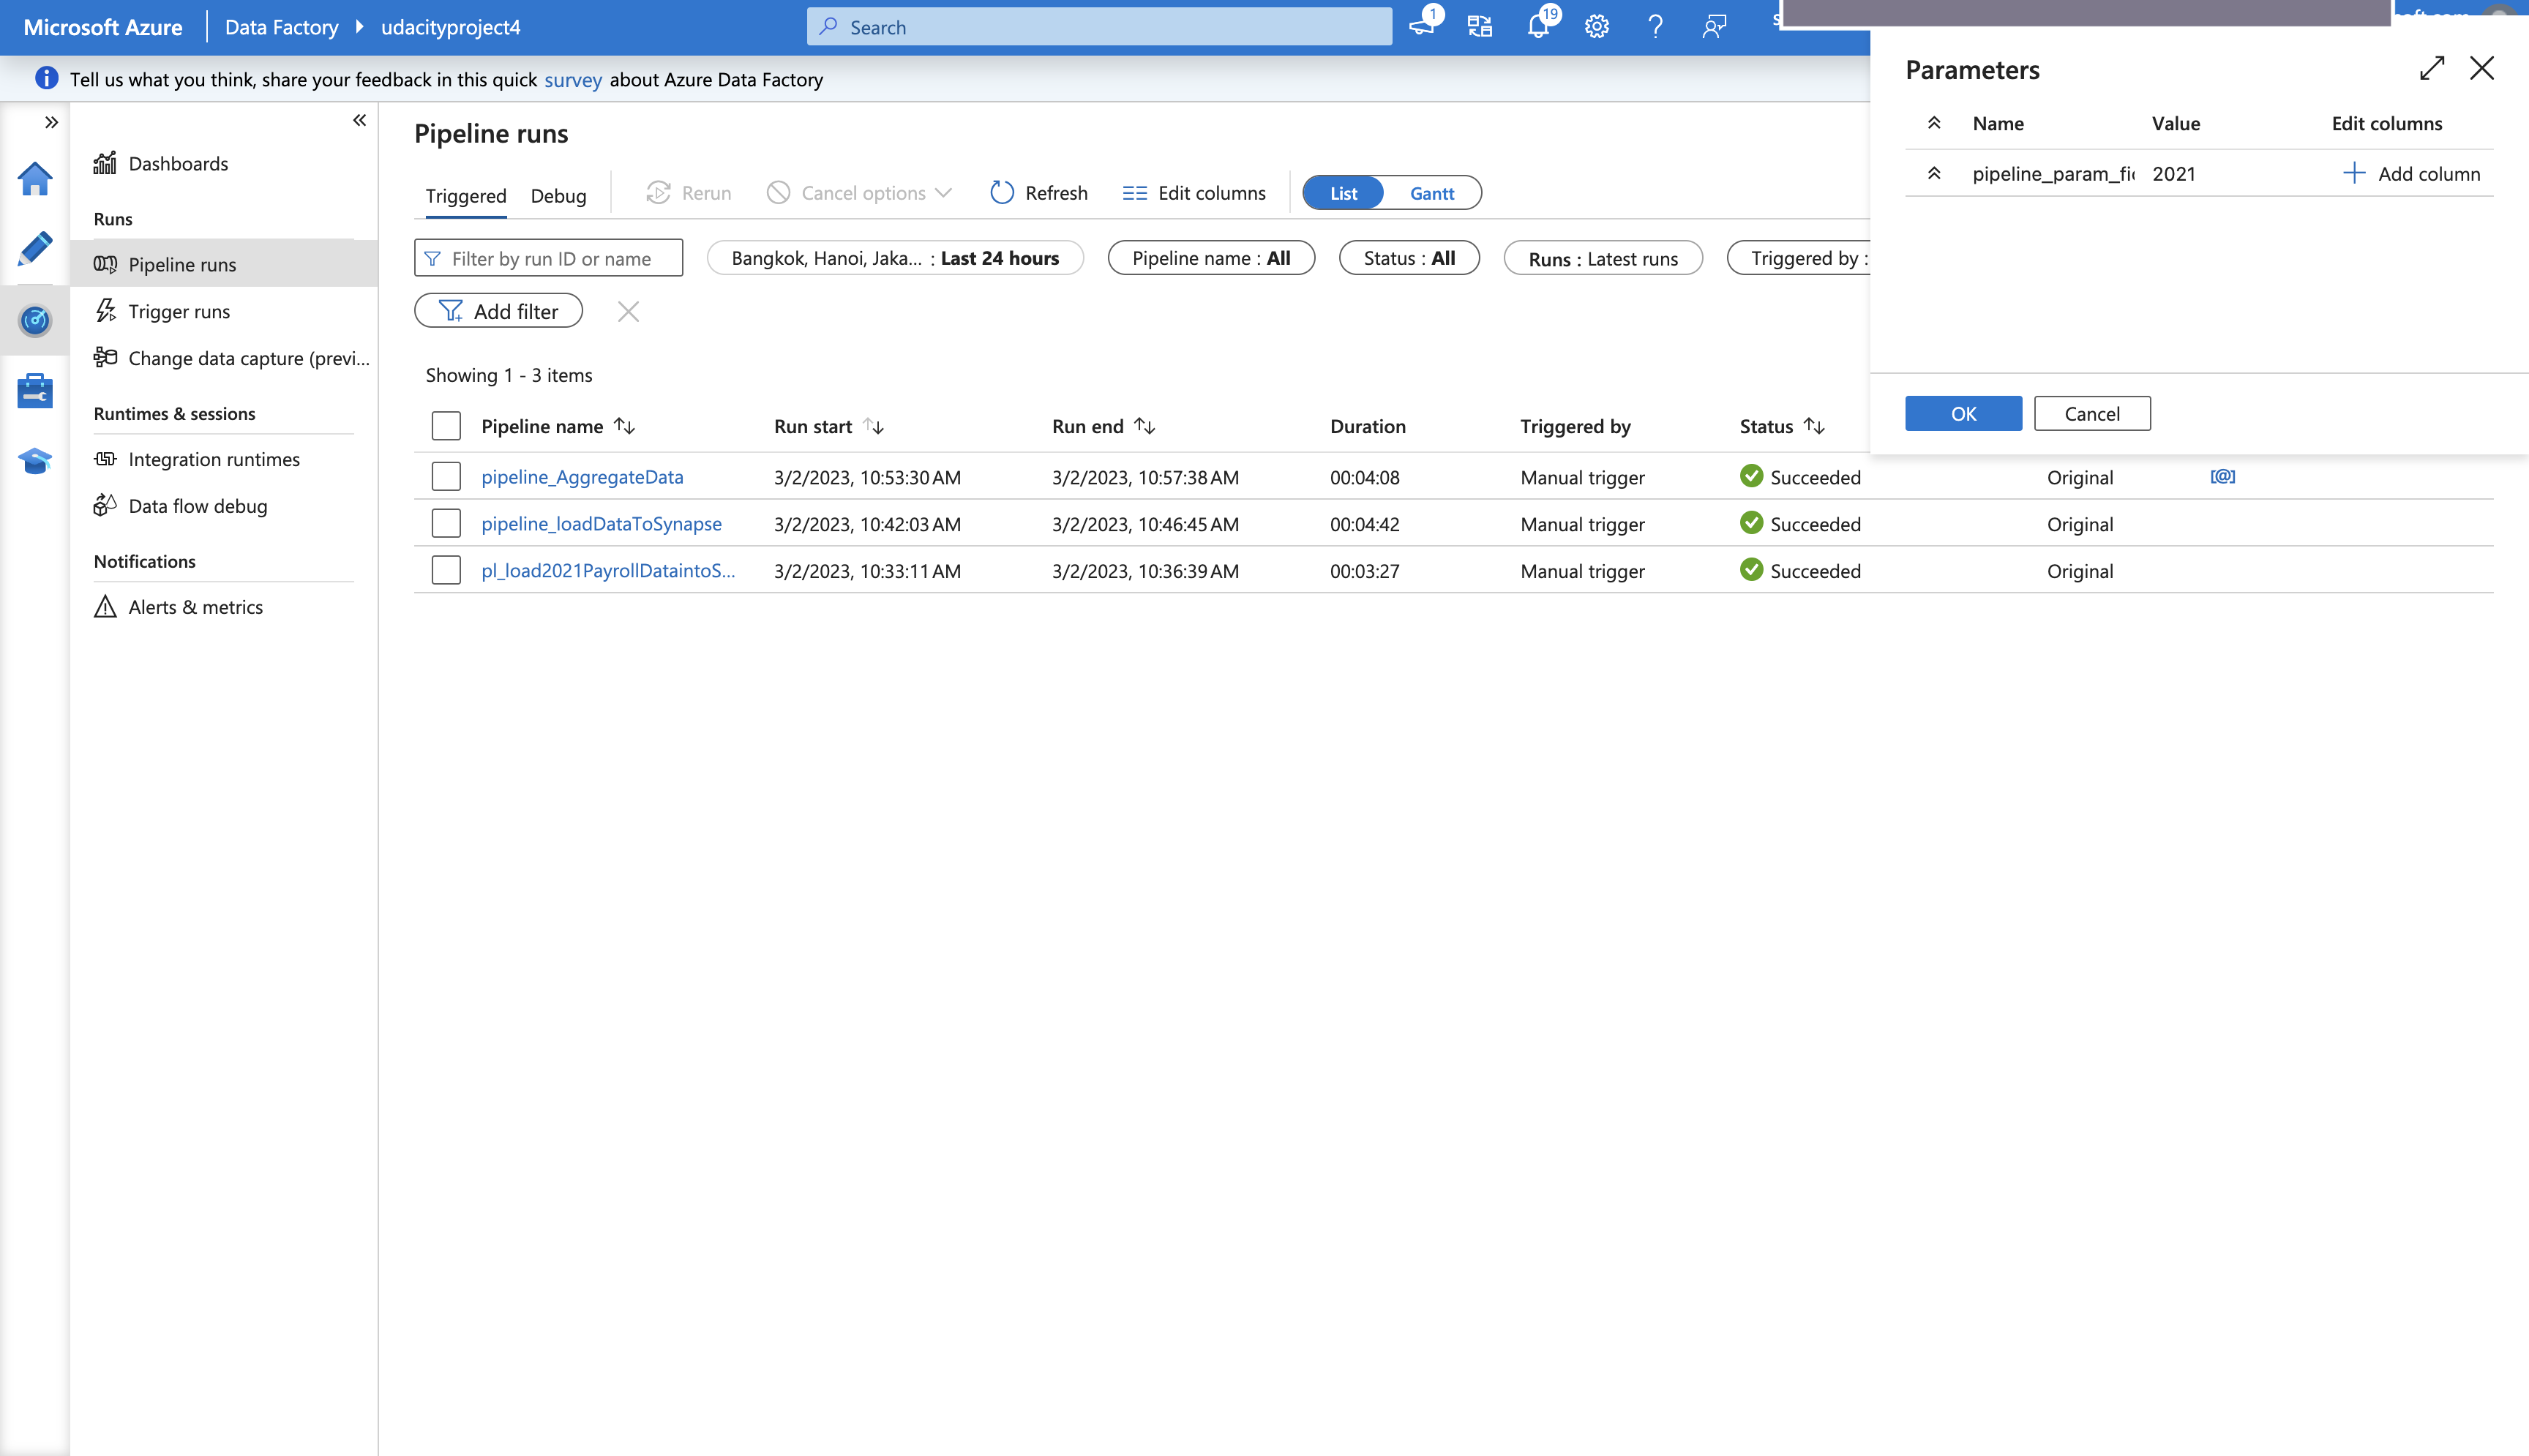 Microsoft Azure
Data Factory
udacityproject4
Search
1
19
Tell us what you think, share your feedback in this quick survey about Azure Data Factory
Dashboards
Runs
Pipeline runs
Trigger runs
Change data capture (previ...
Runtimes & sessions
Integration runtimes
Data flow debug
Notifications
Alerts & metrics
Pipeline runs
Triggered Debug Rerun Cancel options Refresh Edit columns List Gantt
Filter by run ID or name
Bangkok, Hanoi, Jaka... : Last 24 hours
Pipeline name : All
Status : All
Runs : Latest runs
Triggered by :
Add filter
Showing 1 - 3 items
Pipeline name Run start Run end Duration Triggered by Status
pipeline_AggregateData 3/2/2023, 10:53:30 AM 3/2/2023, 10:57:38 AM 00:04:08 Manual trigger Succeeded Original [@]
pipeline_loadDataToSynapse 3/2/2023, 10:42:03 AM 3/2/2023, 10:46:45 AM 00:04:42 Manual trigger Succeeded Original
pl_load2021PayrollDataintoS... 3/2/2023, 10:33:11 AM 3/2/2023, 10:36:39 AM 00:03:27 Manual trigger Succeeded Original
Parameters
Name Value Edit columns
pipeline_param_fi 2021 Add column
OK Cancel